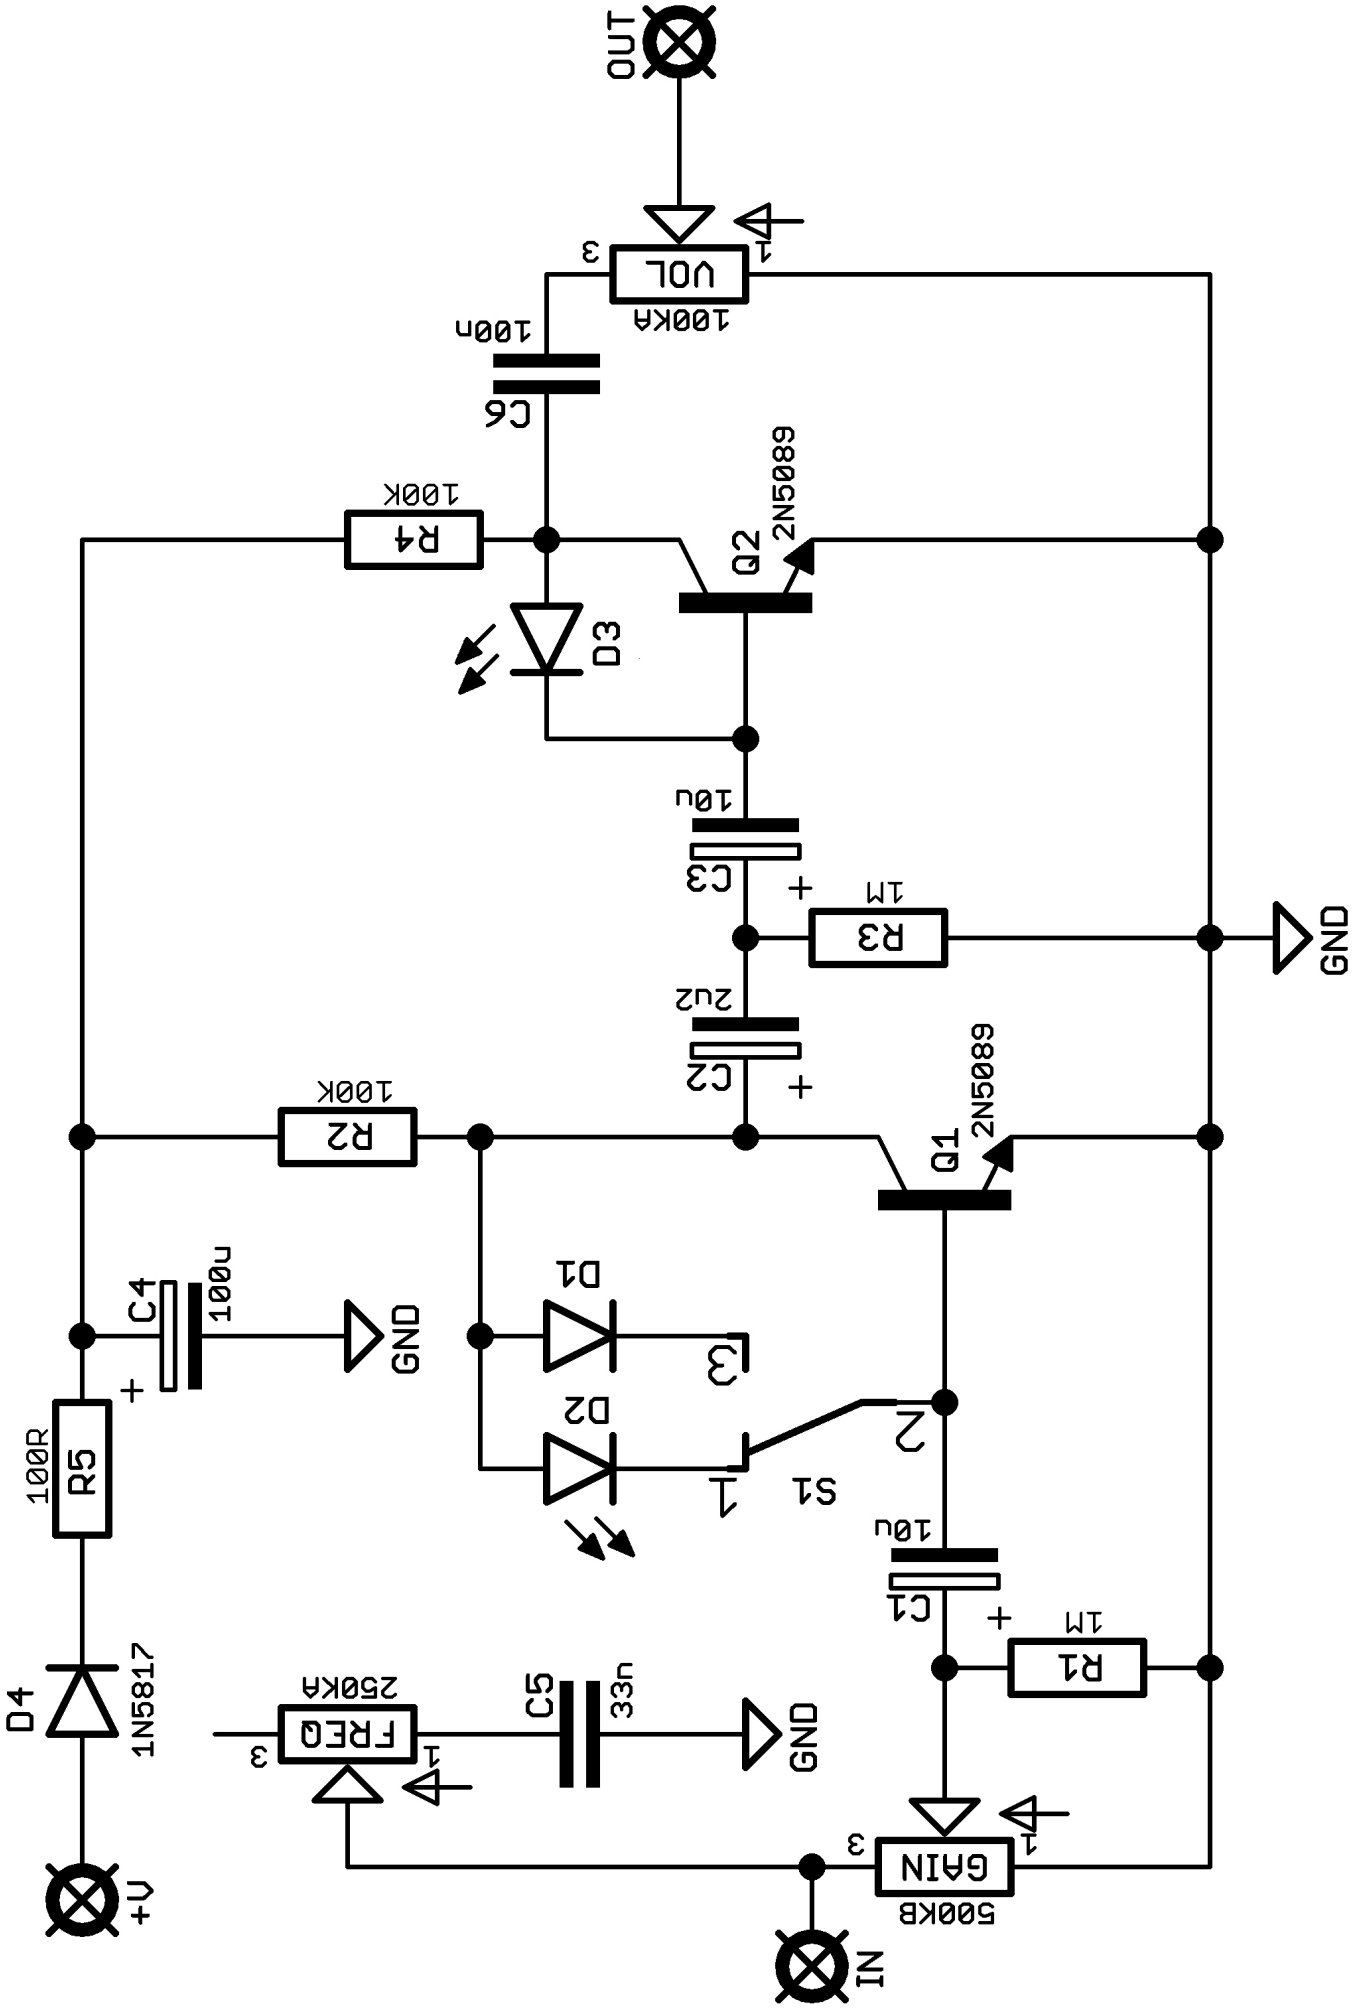 OUT
3
VOL
1
100KA
100n
C6
100K
R4
2N5089
Q2
D3
10u
C3
+
1M
R3
GND
2u2
C2
+
100K
R2
2N5089
Q1
C4
100u
+
GND
D1
3
D2
1
2
S1
100R
R5
10u
C1
+
1M
R1
D4
1N5817
250KA
FREQ
3
1
C5
33n
GND
3
GAIN
1
500KB
+V
IN